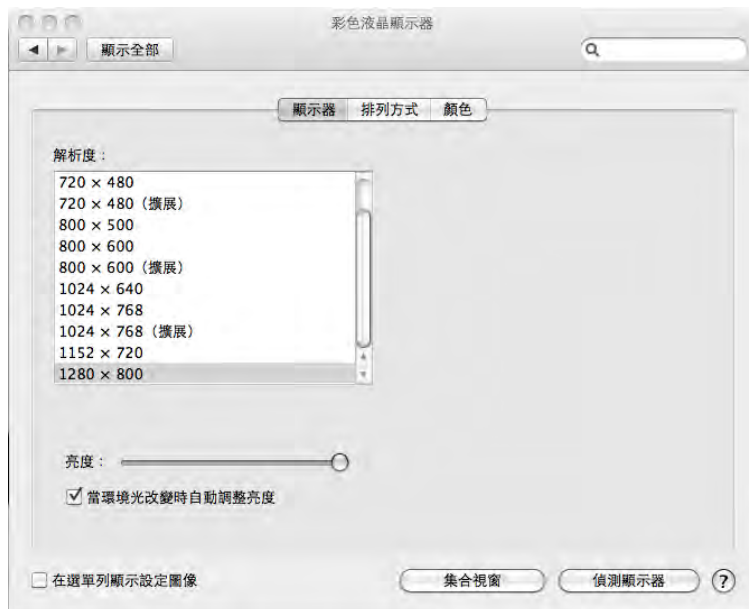 彩色液晶顯示器
顯示全部
顯示器 排列方式 顏色
解析度：
720 × 480
720 × 480（擴展）
800 × 500
800 × 600
800 × 600（擴展）
1024 × 640
1024 × 768
1024 × 768（擴展）
1152 × 720
1280 × 800
亮度：
當環境光改變時自動調整亮度
在選單列顯示設定圖像 集合視窗 偵測顯示器 ?